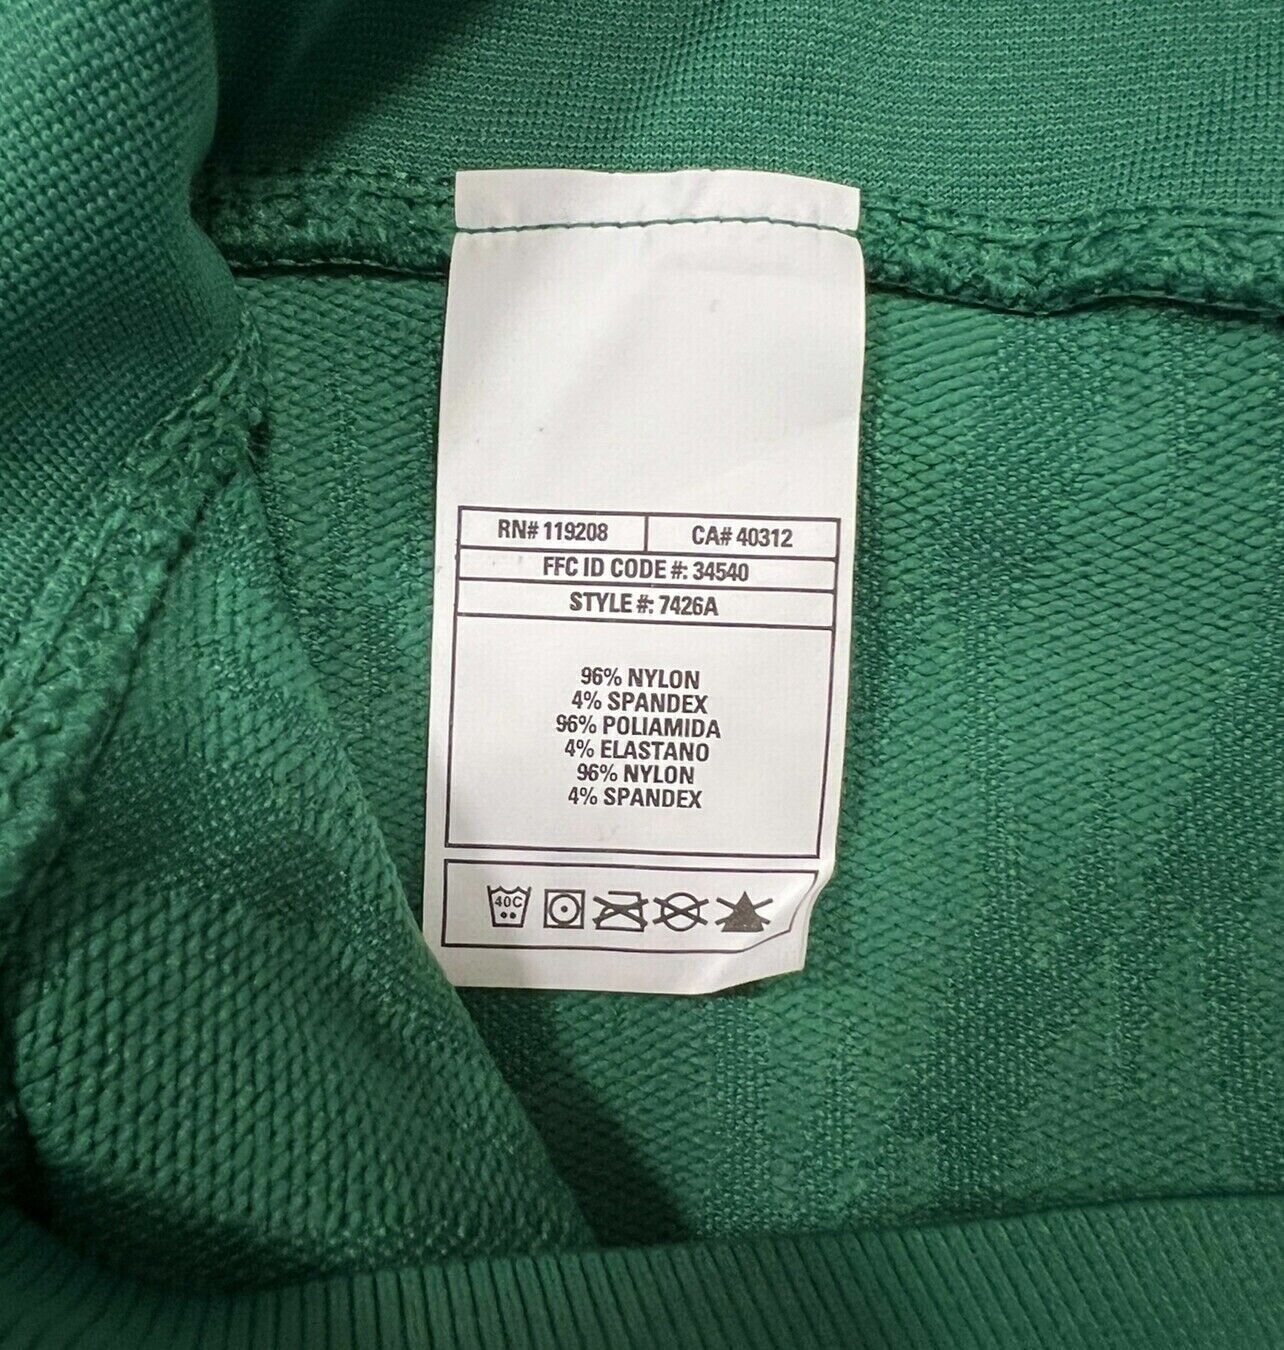 RN# 119208 CA# 40312
FFC ID CODE #: 34540
STYLE #: 7426A
96% NYLON
4% SPANDEX
96% POLIAMIDA
4% ELASTANO
96% NYLON
4% SPANDEX
40C